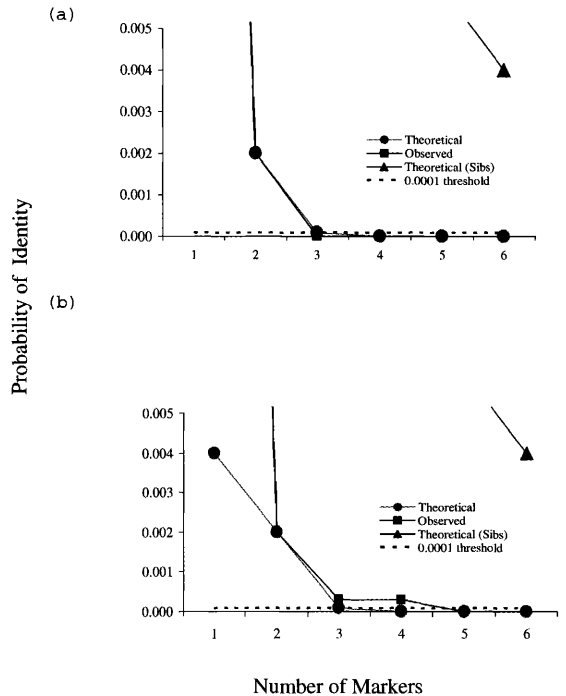 (a)
0.005
0.004
0.003
0.002
0.001
0.000
1 2 3 4 5 6
Theoretical
Observed
Theoretical (Sibs)
0.0001 threshold
Probability of Identity
(b)
0.005
0.004
0.003
0.002
0.001
0.000
1 2 3 4 5 6
Theoretical
Observed
Theoretical (Sibs)
0.0001 threshold
Number of Markers